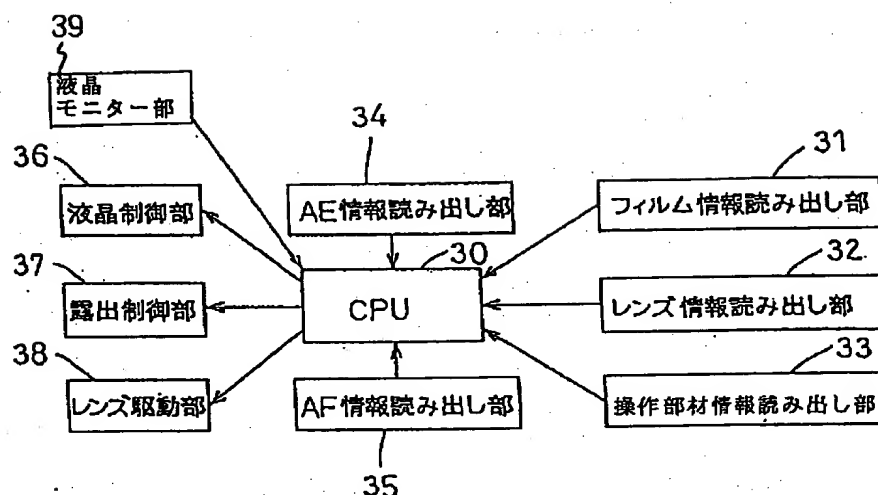 39
液晶
モニター部
36
液晶制御部
37
露出制御部
38
レンズ駆動部
34
AE情報読み出し部
30
CPU
AF情報読み出し部
35
31
フィルム情報読み出し部
32
レンズ情報読み出し部
33
操作部材情報読み出し部